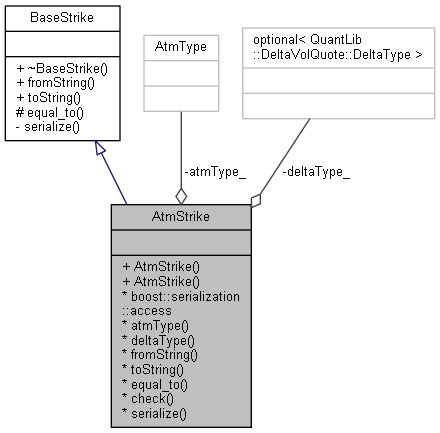 BaseStrike
+ ~BaseStrike()
+ fromString()
+ toString()
# equal_to()
- serialize()
AtmType
optional< QuantLib
::DeltaVolQuote::DeltaType >
-atmType_
-deltaType_
AtmStrike
+ AtmStrike()
+ AtmStrike()
* boost::serialization
::access
* atmType()
* deltaType()
* fromString()
* toString()
* equal_to()
* check()
* serialize()